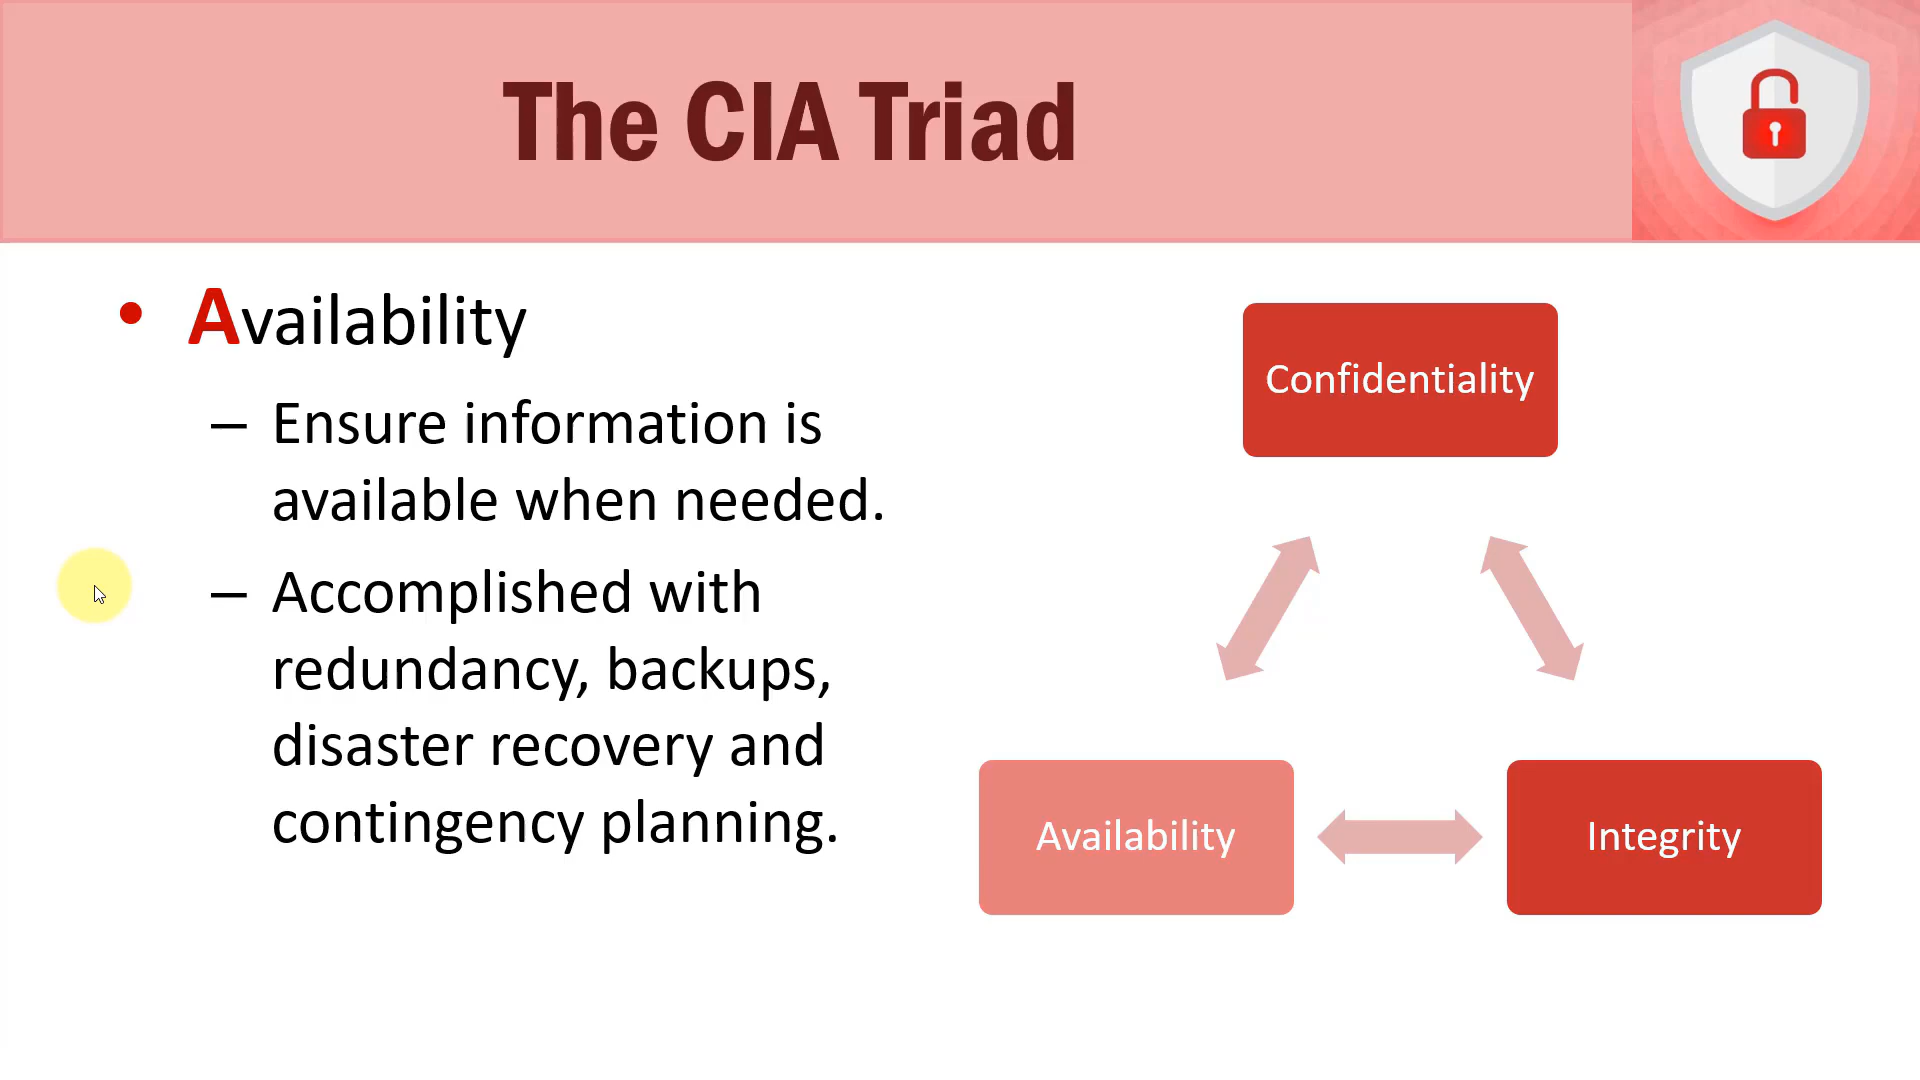 The CIA Triad
• Availability
– Ensure information is
available when needed.
– Accomplished with
redundancy, backups,
disaster recovery and
contingency planning.
Confidentiality
Availability
Integrity